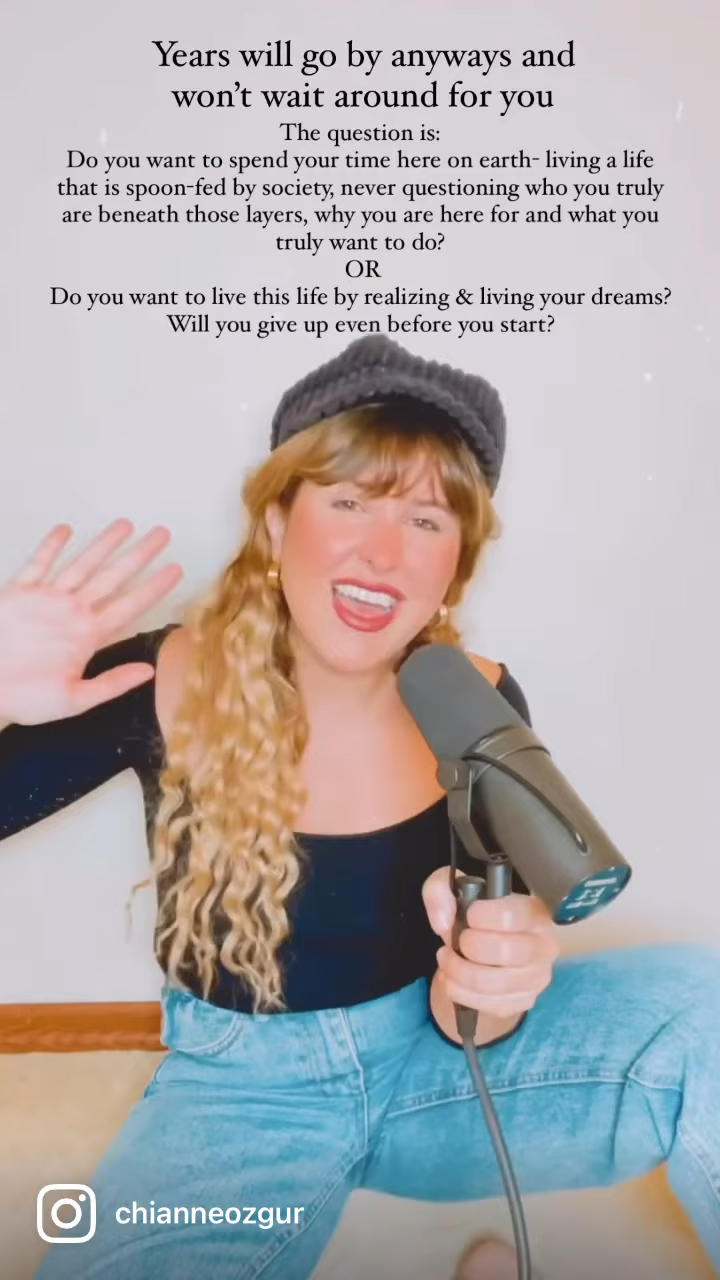 Years will go by anyways and
won't wait around for you
The question is:
Do you want to spend your time here on earth- living a life
that is spoon-fed by society, never questioning who you truly
are beneath those layers, why you are here for and what you
truly want to do?
OR
Do you want to live this life by realizing & living your dreams?
Will you give up even before you start?
chianneozgur